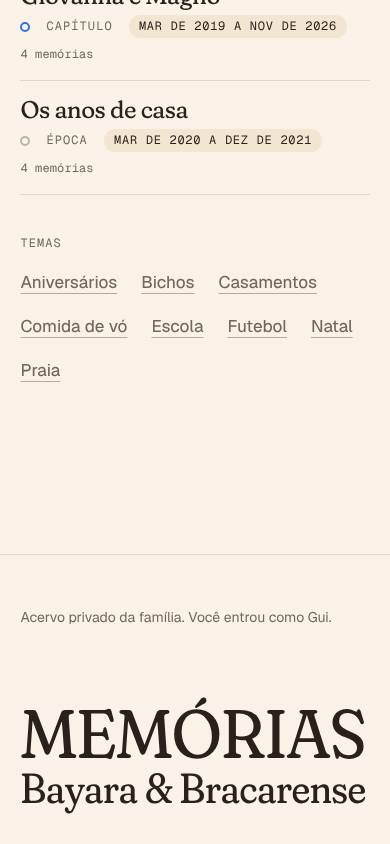 Giovanna e Magno
CAPÍTULO MAR DE 2019 A NOV DE 2026
4 memórias
Os anos de casa
ÉPOCA MAR DE 2020 A DEZ DE 2021
4 memórias
TEMAS
Aniversários Bichos Casamentos
Comida de vó Escola Futebol Natal
Praia
Acervo privado da família. Você entrou como Gui.
MEMÓRIAS
Bayara & Bracarense